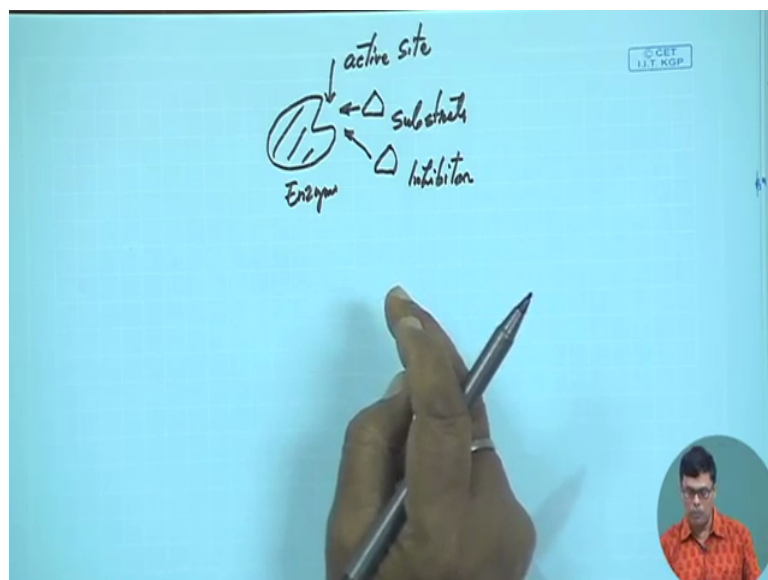 active site
substrate
Inhibitor
Enzyme
© CET
I.I.T. KGP